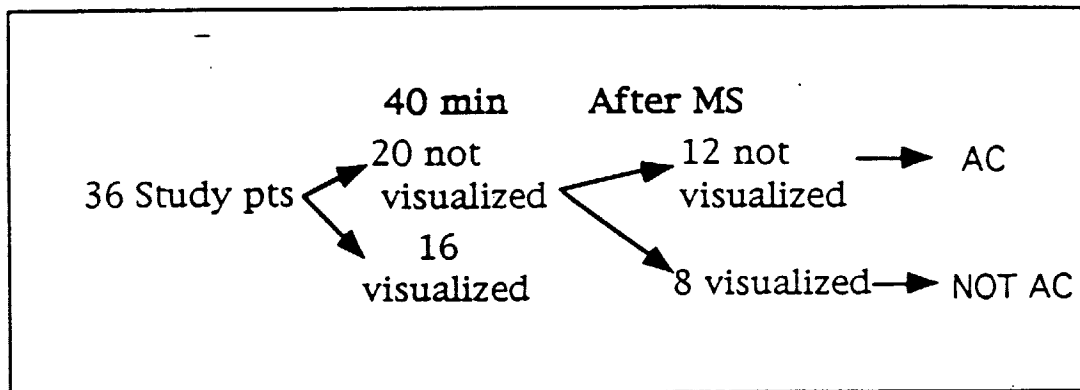 40 min After MS
20 not
visualized
12 not
visualized
AC
36 Study pts
16
visualized
8 visualized
NOT AC